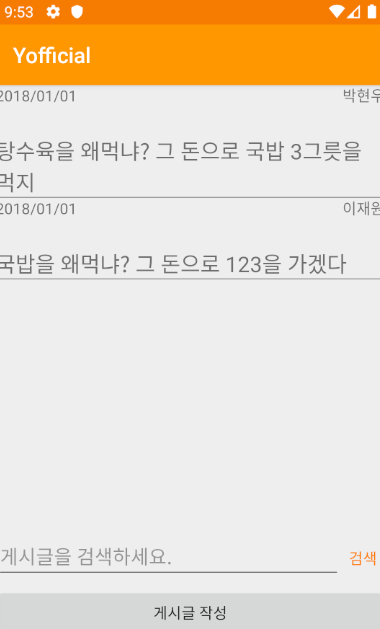 9:53
Yofficial
2018/01/01 박현우
탕수육을 왜먹냐? 그 돈으로 국밥 3그릇을
먹지
2018/01/01 이재원
국밥을 왜먹냐? 그 돈으로 123을 가겠다
게시글을 검색하세요. 검색
게시글 작성